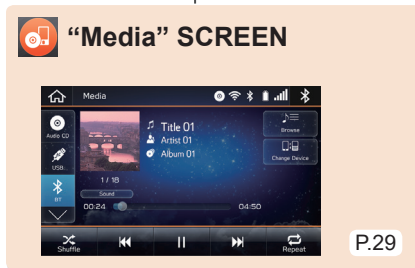 “Media” SCREEN
Media
Audio CD
USB
BT
Title 01
Artist 01
Album 01
1 / 18
Sound
00:24
04:50
Browse
Change Device
Shuffle
Repeat
P.29